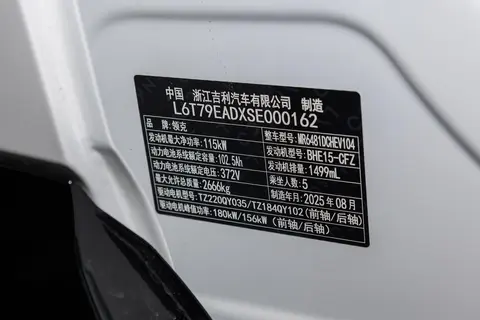 中国 浙江吉利汽车有限公司 制造
L6T79EADXSE000162
品牌：领克 整车型号：MR6481DCHEV104
发动机最大净功率：115kW 发动机型号：BHE15-CFZ
动力电池系统额定容量：102.5Ah 发动机排量：1499mL
动力电池系统额定电压：372V 乘坐人数：5
最大允许总质量：2666kg 制造年月：2025年08月
驱动电机型号：TZ220QY035/TZ184QY102（前轴/后轴）
驱动电机峰值功率：180kW/156kW（前轴/后轴）